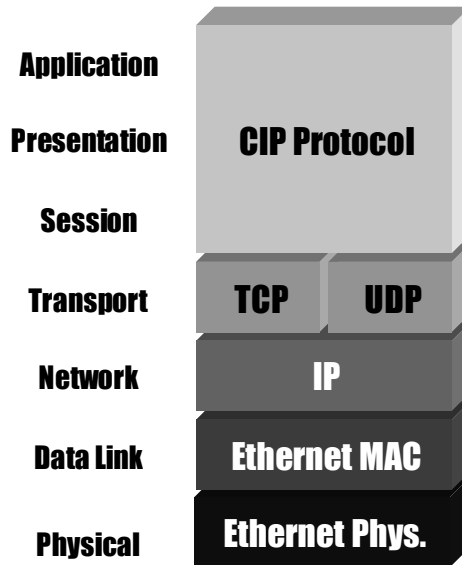 Application
Presentation
CIP Protocol
Session
Transport
TCP
UDP
Network
IP
Data Link
Ethernet MAC
Physical
Ethernet Phys.